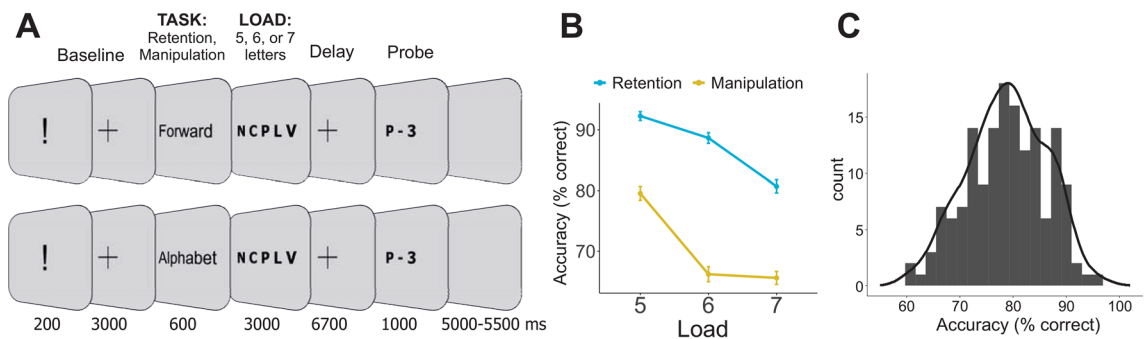 A
TASK:
LOAD:
Baseline
Retention,
Manipulation
5, 6, or 7
letters
Delay
Probe
!
+
Forward
NCPLV
+
P-3
!
+
Alphabet
NCPLV
+
P-3
200
3000
600
3000
6700
1000
5000-5500 ms
B
Retention
Manipulation
Accuracy (% correct)
90
80
70
5
6
7
Load
C
count
15
10
5
0
60
70
80
90
100
Accuracy (% correct)